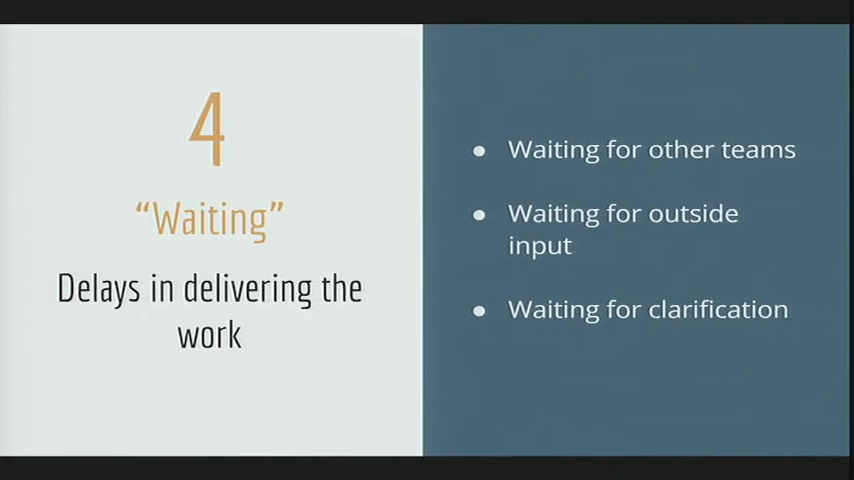 4
“Waiting”
Delays in delivering the
work
● Waiting for other teams
● Waiting for outside
input
● Waiting for clarification